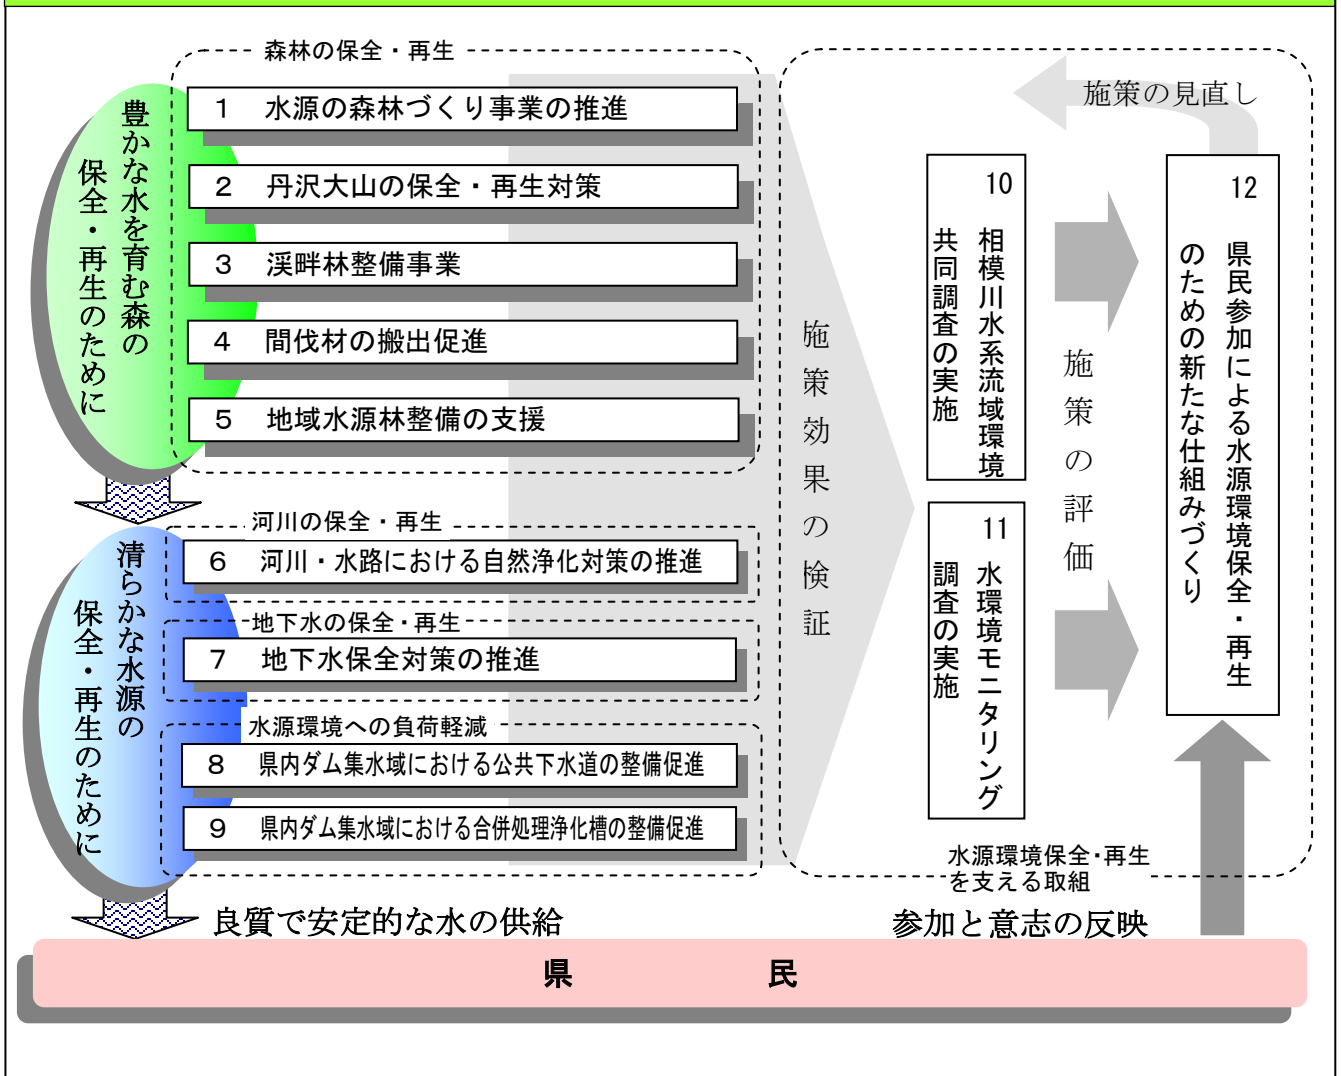 森林の保全・再生
豊かな水を育む森の
保全・再生のために
1 水源の森林づくり事業の推進
2 丹沢大山の保全・再生対策
3 渓畔林整備事業
4 間伐材の搬出促進
5 地域水源林整備の支援
清らかな水源の
保全・再生のために
河川の保全・再生
6 河川・水路における自然浄化対策の推進
地下水の保全・再生
7 地下水保全対策の推進
水源環境への負荷軽減
8 県内ダム集水域における公共下水道の整備促進
9 県内ダム集水域における合併処理浄化槽の整備促進
施策効果の検証
10 相模川水系流域環境
共同調査の実施
11 水環境モニタリング
調査の実施
施策の評価
施策の見直し
12 県民参加による水源環境保全・再生
のための新たな仕組みづくり
水源環境保全・再生
を支える取組
良質で安定的な水の供給
参加と意志の反映
県 民